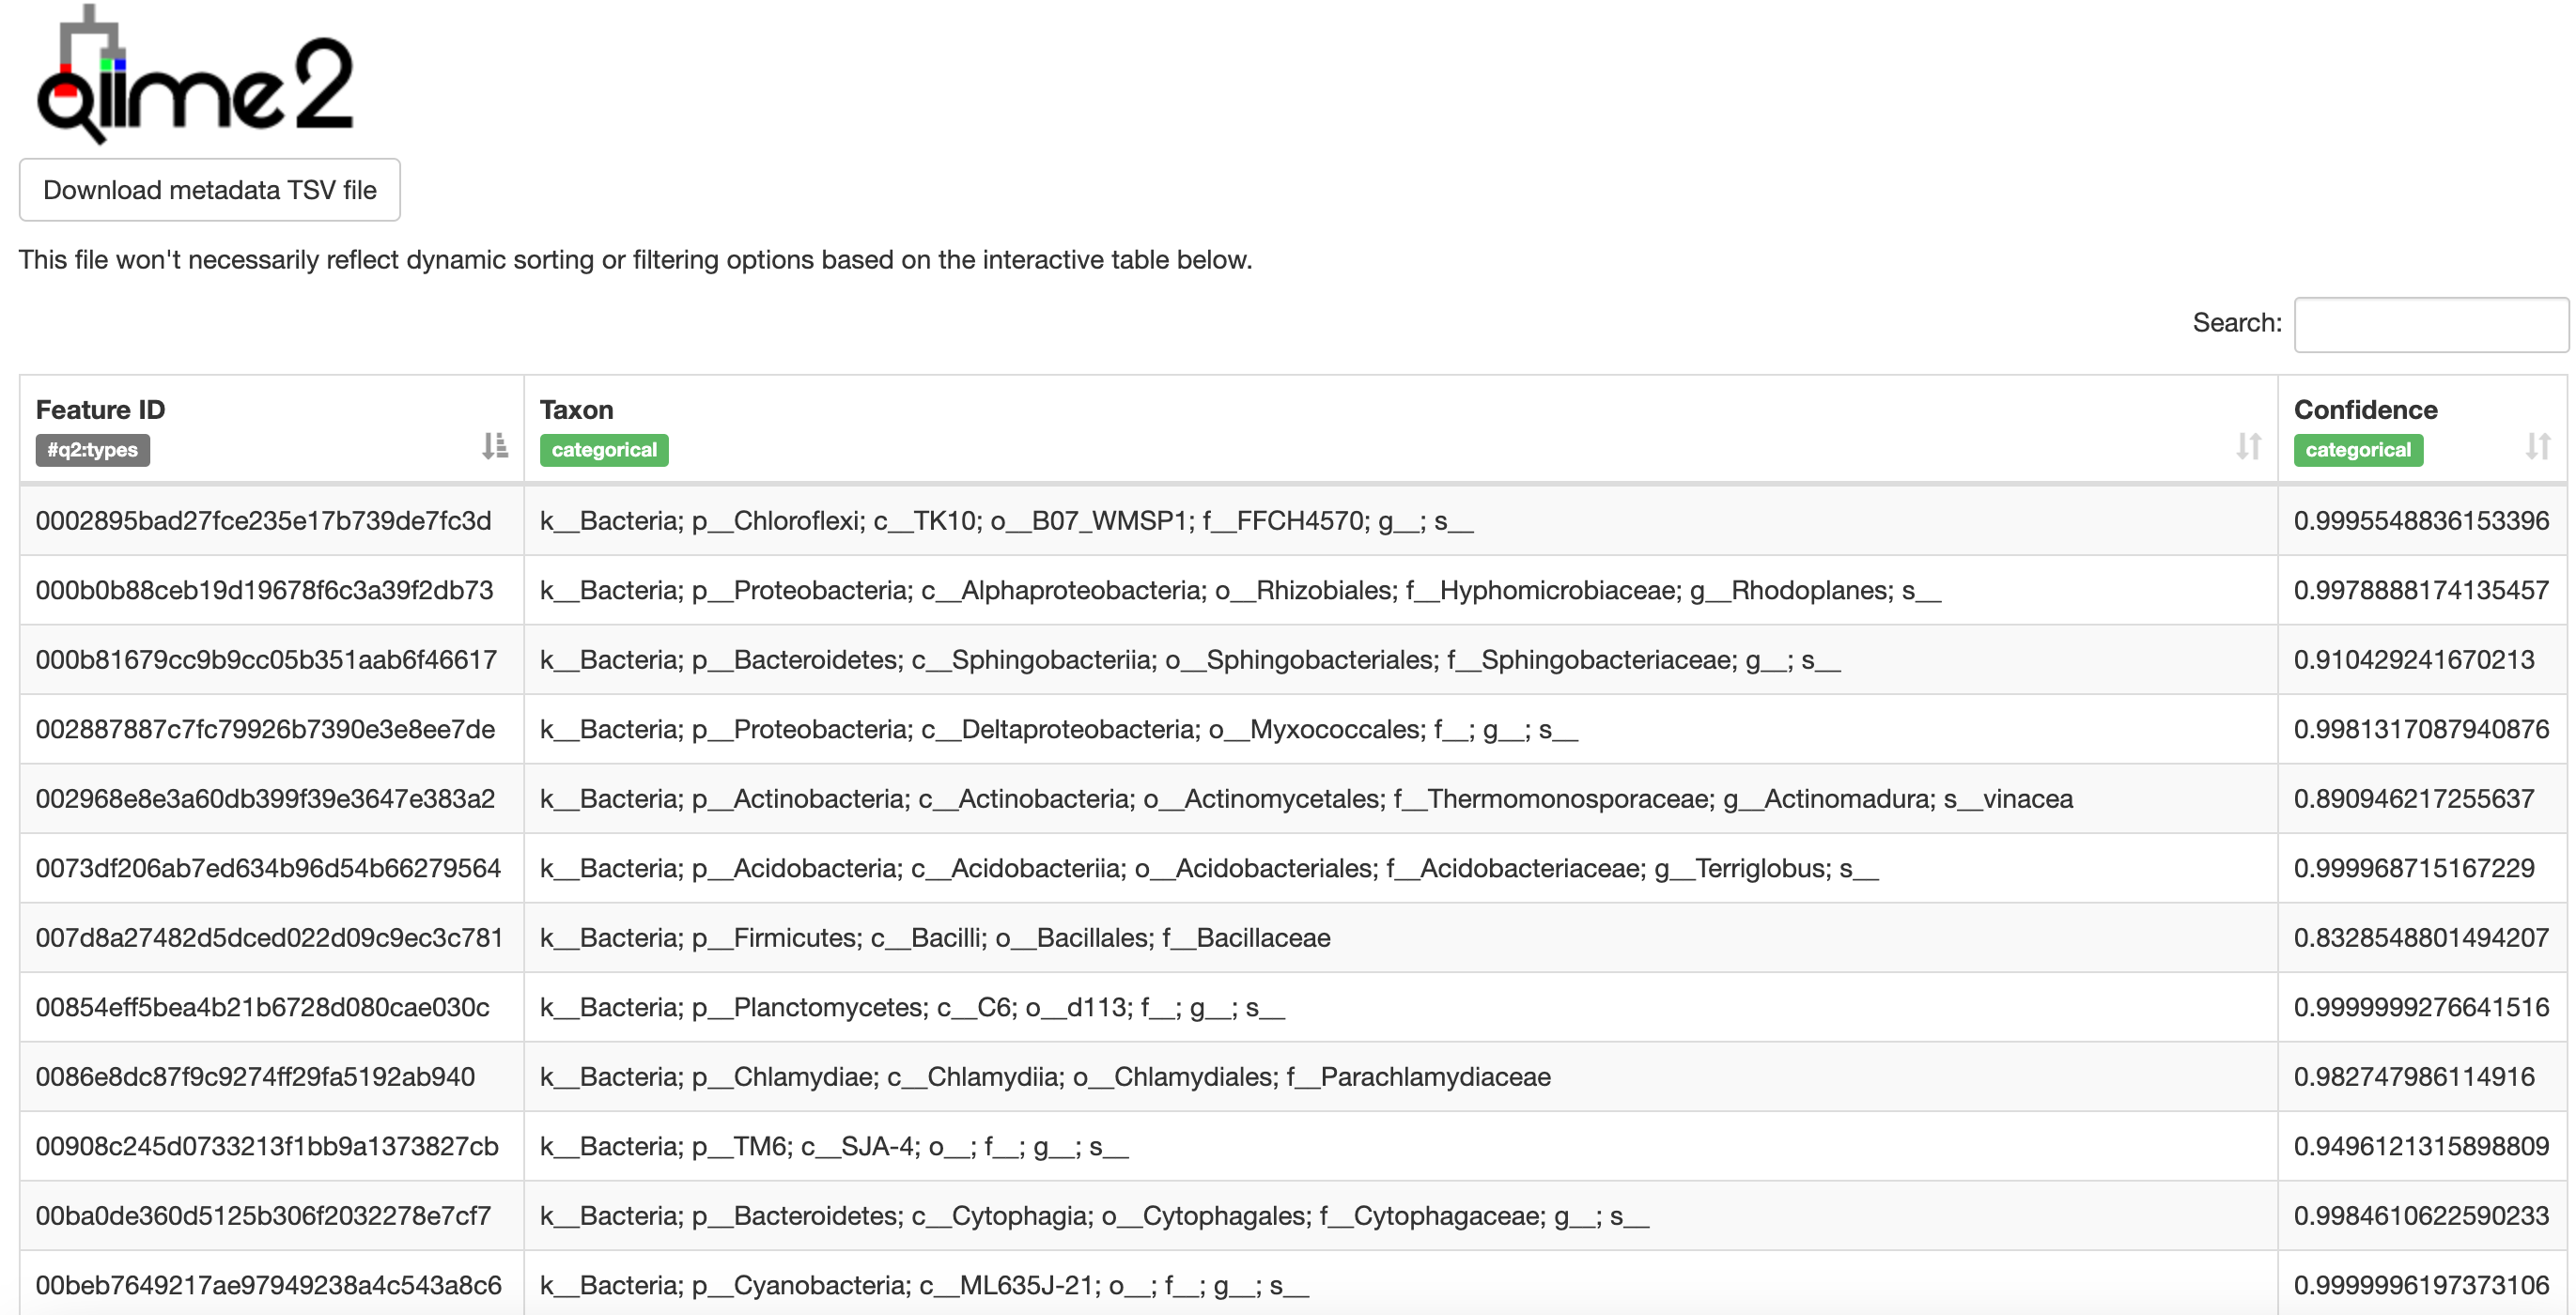 qiime2
Download metadata TSV file
This file won't necessarily reflect dynamic sorting or filtering options based on the interactive table below.
Search:
Feature ID Taxon Confidence
#q2:types categorical categorical
0002895bad27fce235e17b739de7fc3d k__Bacteria; p__Chloroflexi; c__TK10; o__B07_WMSP1; f__FFCH4570; g__; s__ 0.9995548836153396
000b0b88ceb19d19678f6c3a39f2db73 k__Bacteria; p__Proteobacteria; c__Alphaproteobacteria; o__Rhizobiales; f__Hyphomicrobiaceae; g__Rhodoplanes; s__ 0.9978888174135457
000b81679cc9b9cc05b351aab6f46617 k__Bacteria; p__Bacteroidetes; c__Sphingobacteriia; o__Sphingobacteriales; f__Sphingobacteriaceae; g__; s__ 0.910429241670213
002887887c7fc79926b7390e3e8ee7de k__Bacteria; p__Proteobacteria; c__Deltaproteobacteria; o__Myxococcales; f__; g__; s__ 0.9981317087940876
002968e8e3a60db399f39e3647e383a2 k__Bacteria; p__Actinobacteria; c__Actinobacteria; o__Actinomycetales; f__Thermomonosporaceae; g__Actinomadura; s__vinacea 0.890946217255637
0073df206ab7ed634b96d54b66279564 k__Bacteria; p__Acidobacteria; c__Acidobacteriia; o__Acidobacteriales; f__Acidobacteriaceae; g__Terriglobus; s__ 0.999968715167229
007d8a27482d5dced022d09c9ec3c781 k__Bacteria; p__Firmicutes; c__Bacilli; o__Bacillales; f__Bacillaceae 0.8328548801494207
00854eff5bea4b21b6728d080cae030c k__Bacteria; p__Planctomycetes; c__C6; o__d113; f__; g__; s__ 0.9999999276641516
0086e8dc87f9c9274ff29fa5192ab940 k__Bacteria; p__Chlamydiae; c__Chlamydiia; o__Chlamydiales; f__Parachlamydiaceae 0.982747986114916
00908c245d0733213f1bb9a1373827cb k__Bacteria; p__TM6; c__SJA-4; o__; f__; g__; s__ 0.9496121315898809
00ba0de360d5125b306f2032278e7cf7 k__Bacteria; p__Bacteroidetes; c__Cytophagia; o__Cytophagales; f__Cytophagaceae; g__; s__ 0.9984610622590233
00beb7649217ae97949238a4c543a8c6 k__Bacteria; p__Cyanobacteria; c__ML635J-21; o__; f__; g__; s__ 0.9999996197373106